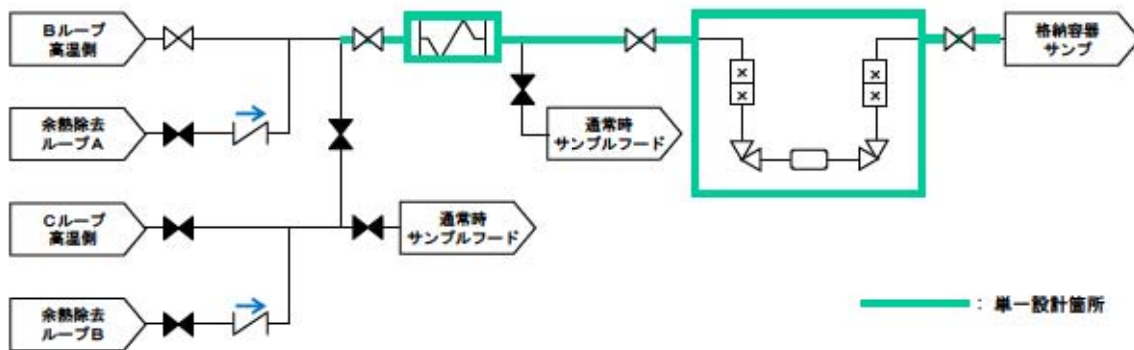 Bループ
高温側
格納容器
サンプ
余熱除去
ループA
通常時
サンプルフード
Cループ
高温側
通常時
サンプルフード
余熱除去
ループB
：単一設計箇所